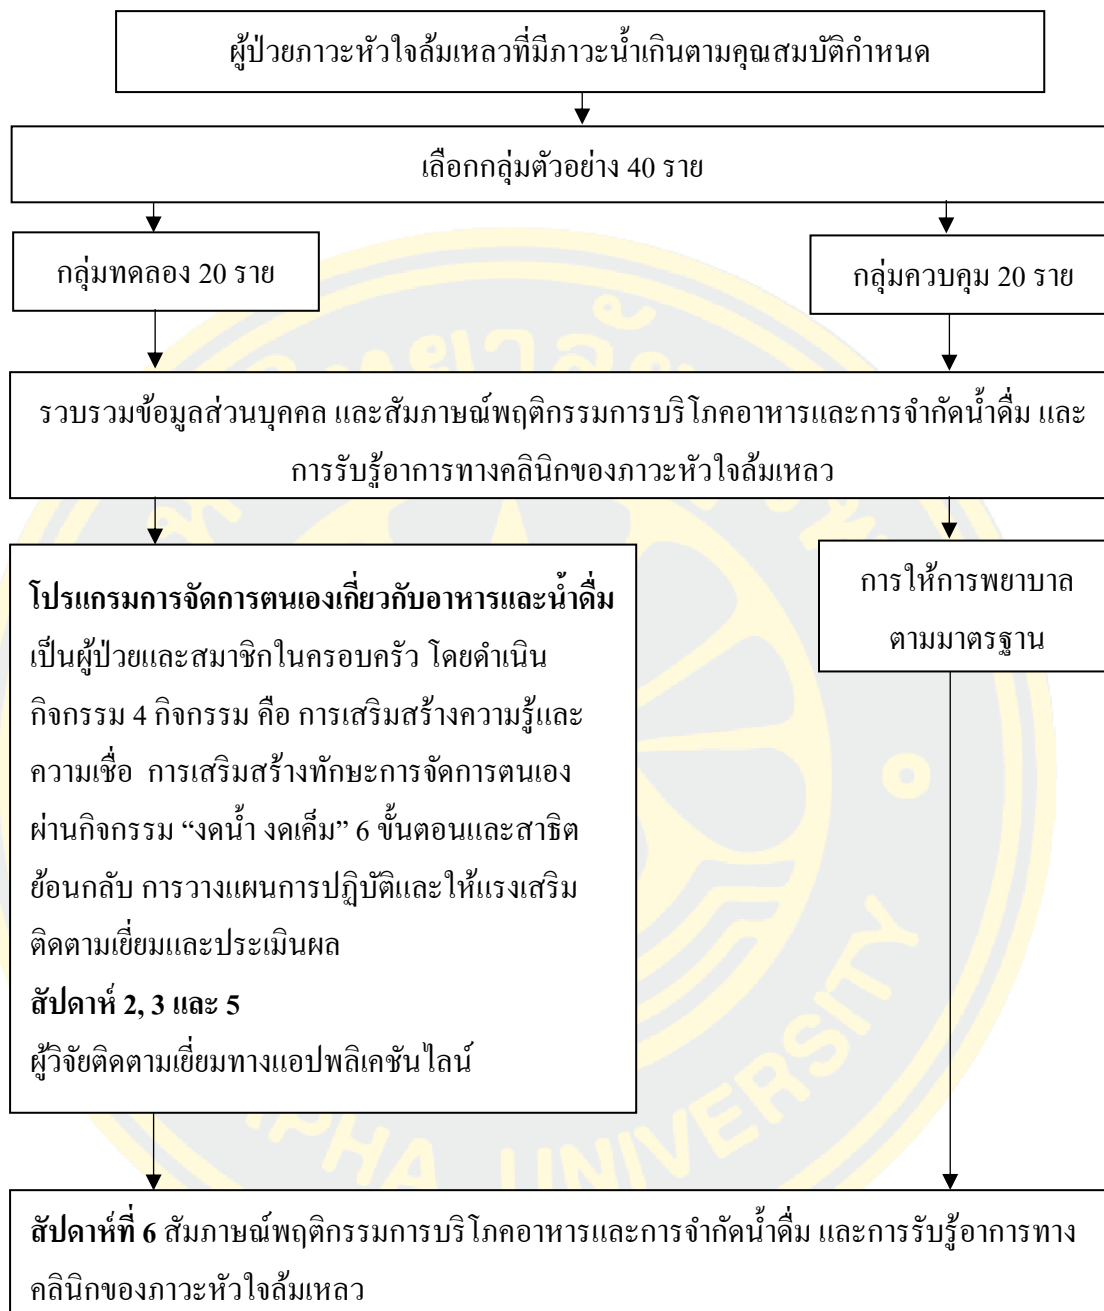 ผู้ป่วยภาวะหัวใจล้มเหลวที่มีภาวะน้ำเกินตามคุณสมบัติกำหนด
เลือกกลุ่มตัวอย่าง 40 ราย
กลุ่มทดลอง 20 ราย
กลุ่มควบคุม 20 ราย
รวบรวมข้อมูลส่วนบุคคล และสัมภาษณ์พฤติกรรมการบริโภคอาหารและการจำกัดน้ำดื่ม และ
การรับรู้อาการทางคลินิกของภาวะหัวใจล้มเหลว
โปรแกรมการจัดการตนเองเกี่ยวกับอาหารและน้ำดื่ม
เป็นผู้ป่วยและสมาชิกในครอบครัว โดยดำเนิน
กิจกรรม 4 กิจกรรม คือ การเสริมสร้างความรู้และ
ความเชื่อ การเสริมสร้างทักษะการจัดการตนเอง
ผ่านกิจกรรม “งดน้ำ งดเค็ม” 6 ขั้นตอนและสาธิต
ย้อนกลับ การวางแผนการปฏิบัติและให้แรงเสริม
ติดตามเยี่ยมและประเมินผล
สัปดาห์ 2, 3 และ 5
ผู้วิจัยติดตามเยี่ยมทางแอปพลิเคชันไลน์
การให้การพยาบาล
ตามมาตรฐาน
สัปดาห์ที่ 6 สัมภาษณ์พฤติกรรมการบริโภคอาหารและการจำกัดน้ำดื่ม และการรับรู้อาการทาง
คลินิกของภาวะหัวใจล้มเหลว
UNIVERSITY